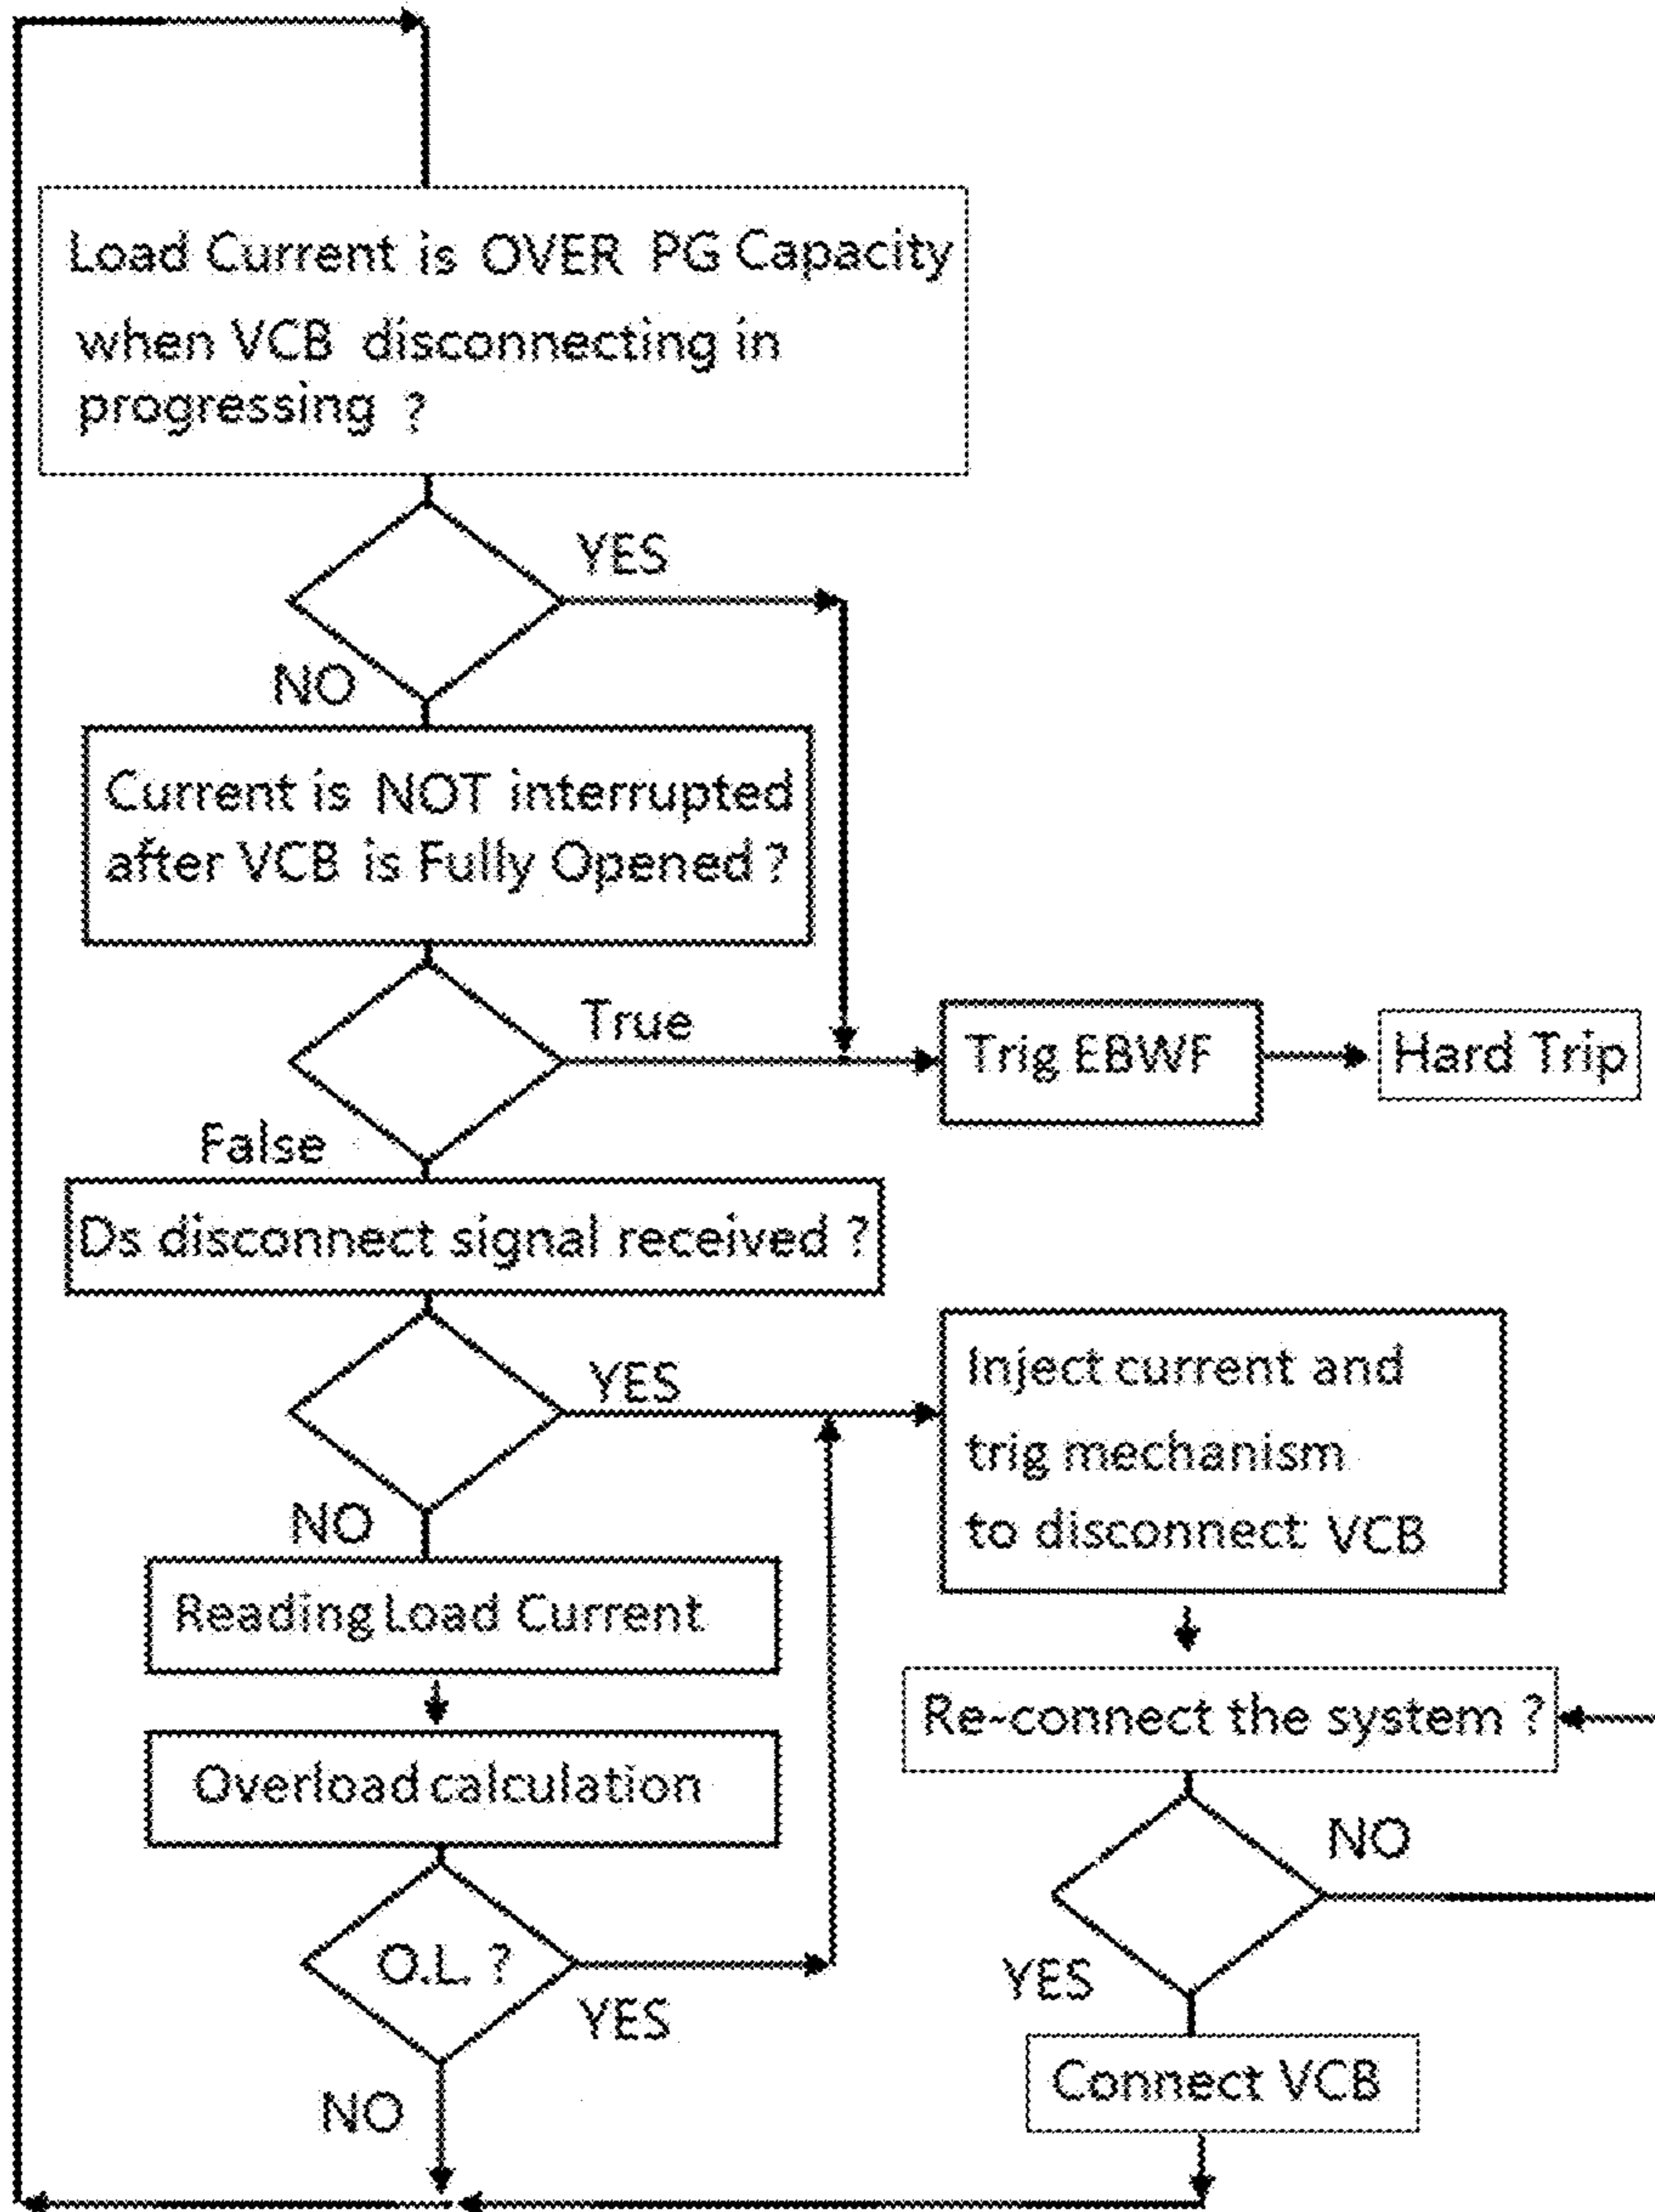 Load Current is OVER PG Capacity
when VCB disconnecting in
progressing ?
YES
NO
Current is NOT interrupted
after VCB is Fully Opened ?
True
Trig EBWF
Hard Trip
False
Ds disconnect signal received ?
YES
Inject current and
trig mechanism
to disconnect VCB
NO
Reading Load Current
Re-connect the system ?
Overload calculation
NO
O.L. ?
YES
YES
Connect VCB
NO